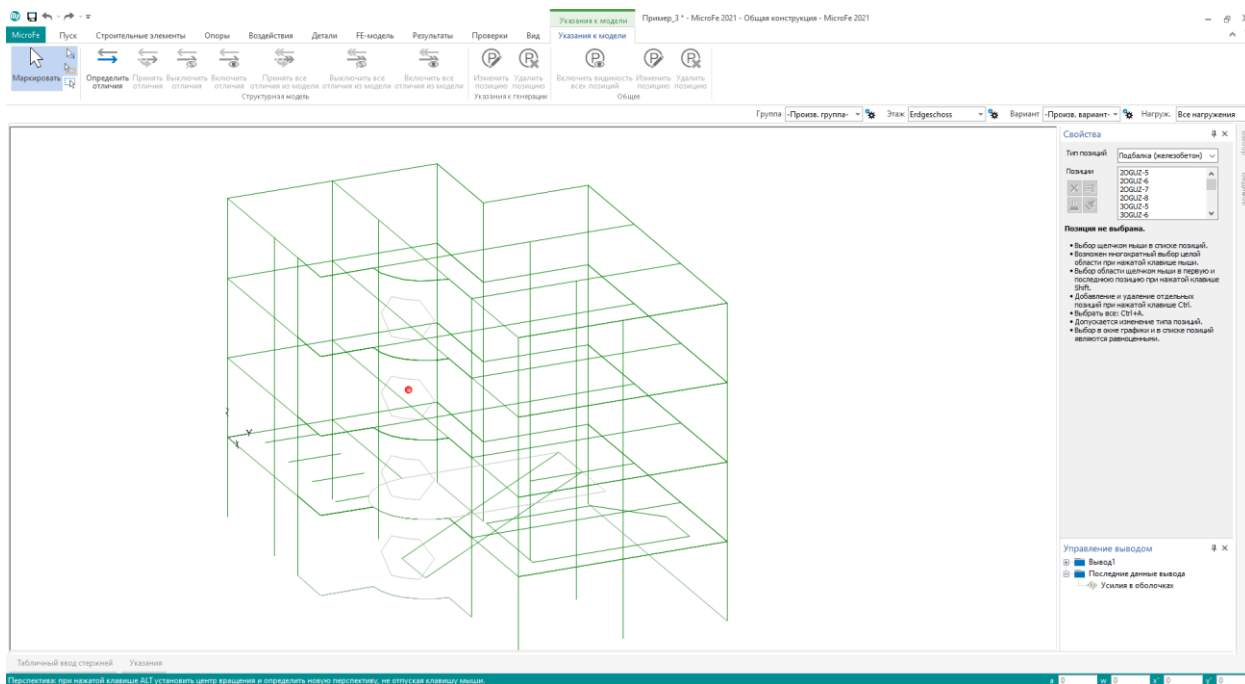 Указания к модели
Пример_3 * - MicroFe 2021 - Общая конструкция - MicroFe 2021
MicroFe Пуск Строительные элементы Опоры Воздействия Детали FE-модель Результаты Проверки Вид Указания к модели
Маркировать
Определить отличия
Принять отличия
Выключить отличия
Включить отличия
Принять все отличия из модели
Выключить все отличия из модели
Включить все отличия из модели
Структурная модель
Изменить позицию
Удалить позицию
Указания к генерации
Включить видимость всех позиций
Изменить позицию
Удалить позицию
Общее
Группа -Произв. группа- Этаж Erdgeschoss Вариант -Произв. вариант- Нагруж. Все нагружения
Свойства
Тип позиций Подбалка (железобетон)
Позиции
2OGUZ-5
2OGUZ-6
2OGUZ-7
2OGUZ-8
3OGUZ-5
3OGUZ-6
Позиция не выбрана.
• Выбор щелчком мыши в списке позиций.
• Возможен многократный выбор целой
области при нажатой клавише мыши.
• Выбор области щелчком мыши в первую и
последнюю позицию при нажатой клавише
Shift.
• Добавление и удаление отдельных
позиций при нажатой клавише Ctrl.
• Выбрать все: Ctrl+A.
• Допускается изменение типа позиций.
• Выбор в окне графики и в списке позиций
являются равноценными.
Y
Управление выводом
Вывод1
Последние данные вывода
Усилия в оболочках
Табличный ввод стержней Указания
Перспектива: при нажатой клавише ALT установить центр вращения и определить новую перспективу, не отпуская клавишу мыши.
a 0 w 0 x' 0 y' 0